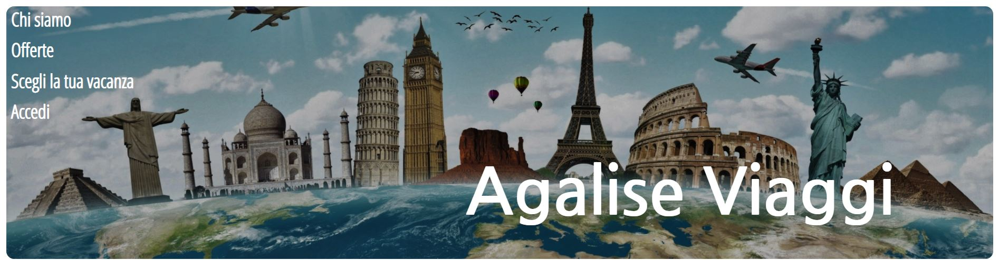 Chi siamo
Offerte
Scegli la tua vacanza
Accedi
Agalise Viaggi